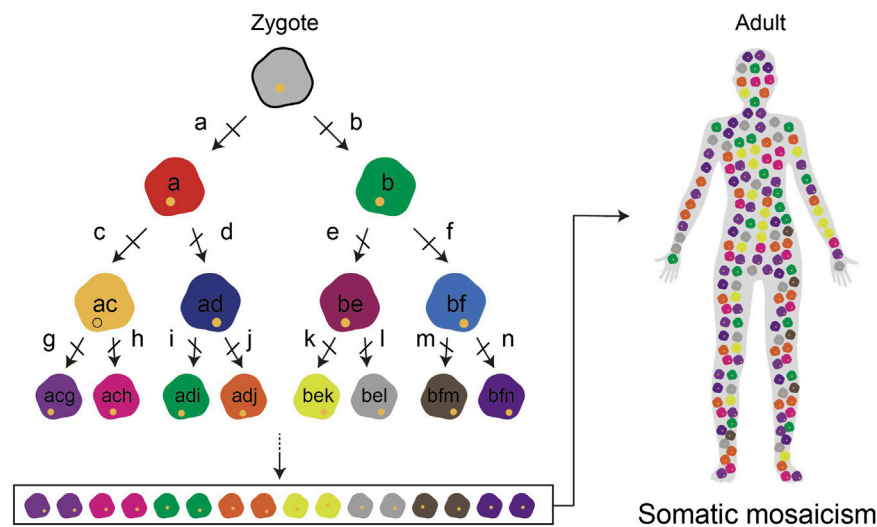 Zygote
Adult
a
b
a
b
c
d
e
f
ac
ad
be
bf
g
h
i
j
k
l
m
n
acg
ach
adi
adj
bek
bel
bfm
bfn
Somatic mosaicism